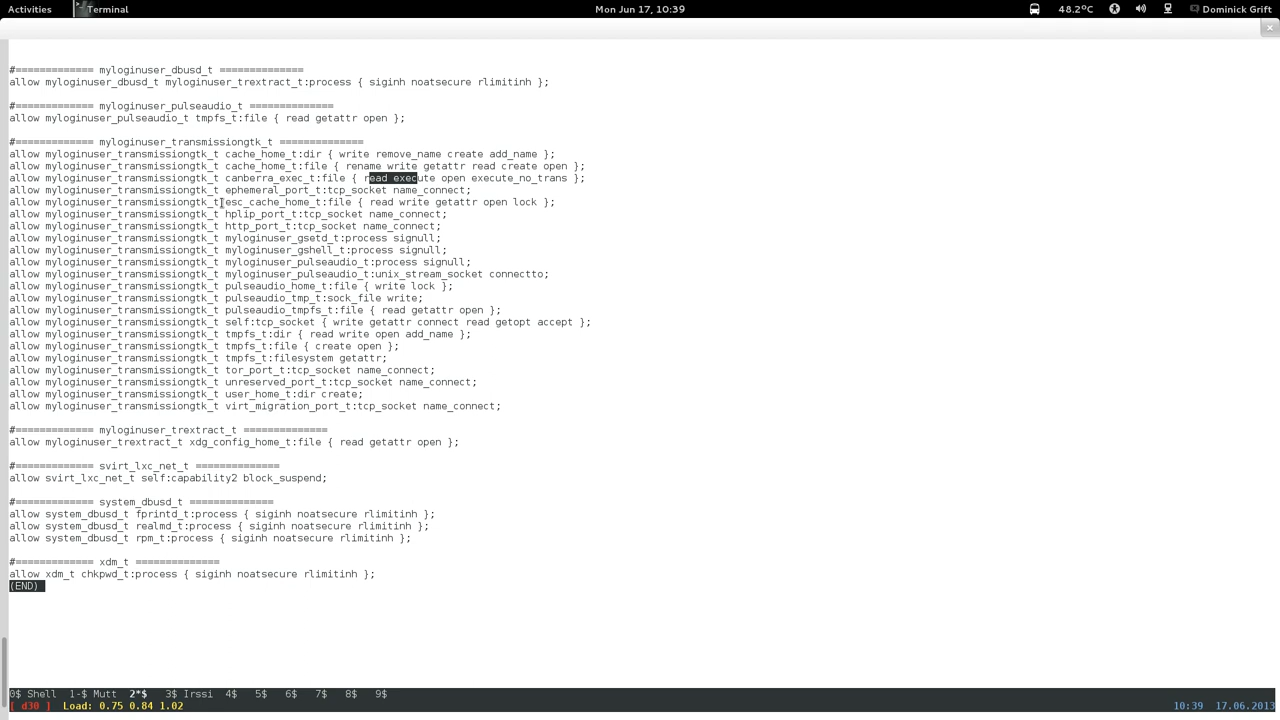 Activities Terminal Mon Jun 17, 10:39 48.2°C Dominick Grift
#============= myloginuser_dbusd_t ==============
allow myloginuser_dbusd_t myloginuser_trextract_t:process { siginh noatsecure rlimitinh };
#============= myloginuser_pulseaudio_t ==============
allow myloginuser_pulseaudio_t tmpfs_t:file { read getattr open };
#============= myloginuser_transmissiongtk_t ==============
allow myloginuser_transmissiongtk_t cache_home_t:dir { write remove_name create add_name };
allow myloginuser_transmissiongtk_t cache_home_t:file { rename write getattr read create open };
allow myloginuser_transmissiongtk_t canberra_exec_t:file { read execute open execute_no_trans };
allow myloginuser_transmissiongtk_t ephemeral_port_t:tcp_socket name_connect;
allow myloginuser_transmissiongtk_t esc_cache_home_t:file { read write getattr open lock };
allow myloginuser_transmissiongtk_t hplip_port_t:tcp_socket name_connect;
allow myloginuser_transmissiongtk_t http_port_t:tcp_socket name_connect;
allow myloginuser_transmissiongtk_t myloginuser_gsetd_t:process signull;
allow myloginuser_transmissiongtk_t myloginuser_gshell_t:process signull;
allow myloginuser_transmissiongtk_t myloginuser_pulseaudio_t:process signull;
allow myloginuser_transmissiongtk_t myloginuser_pulseaudio_t:unix_stream_socket connectto;
allow myloginuser_transmissiongtk_t pulseaudio_home_t:file { write lock };
allow myloginuser_transmissiongtk_t pulseaudio_tmp_t:sock_file write;
allow myloginuser_transmissiongtk_t pulseaudio_tmpfs_t:file { read getattr open };
allow myloginuser_transmissiongtk_t self:tcp_socket { write getattr connect read getopt accept };
allow myloginuser_transmissiongtk_t tmpfs_t:dir { read write open add_name };
allow myloginuser_transmissiongtk_t tmpfs_t:file { create open };
allow myloginuser_transmissiongtk_t tmpfs_t:filesystem getattr;
allow myloginuser_transmissiongtk_t tor_port_t:tcp_socket name_connect;
allow myloginuser_transmissiongtk_t unreserved_port_t:tcp_socket name_connect;
allow myloginuser_transmissiongtk_t user_home_t:dir create;
allow myloginuser_transmissiongtk_t virt_migration_port_t:tcp_socket name_connect;
#============= myloginuser_trextract_t ==============
allow myloginuser_trextract_t xdg_config_home_t:file { read getattr open };
#============= svirt_lxc_net_t ==============
allow svirt_lxc_net_t self:capability2 block_suspend;
#============= system_dbusd_t ==============
allow system_dbusd_t fprintd_t:process { siginh noatsecure rlimitinh };
allow system_dbusd_t realmd_t:process { siginh noatsecure rlimitinh };
allow system_dbusd_t rpm_t:process { siginh noatsecure rlimitinh };
#============= xdm_t ==============
allow xdm_t chkpwd_t:process { siginh noatsecure rlimitinh };
(END)
0$ Shell 1-$ Mutt 2*$ 3$ Irssi 4$ 5$ 6$ 7$ 8$ 9$
[ d30 ] Load: 0.75 0.84 1.02 10:39 17.06.2013